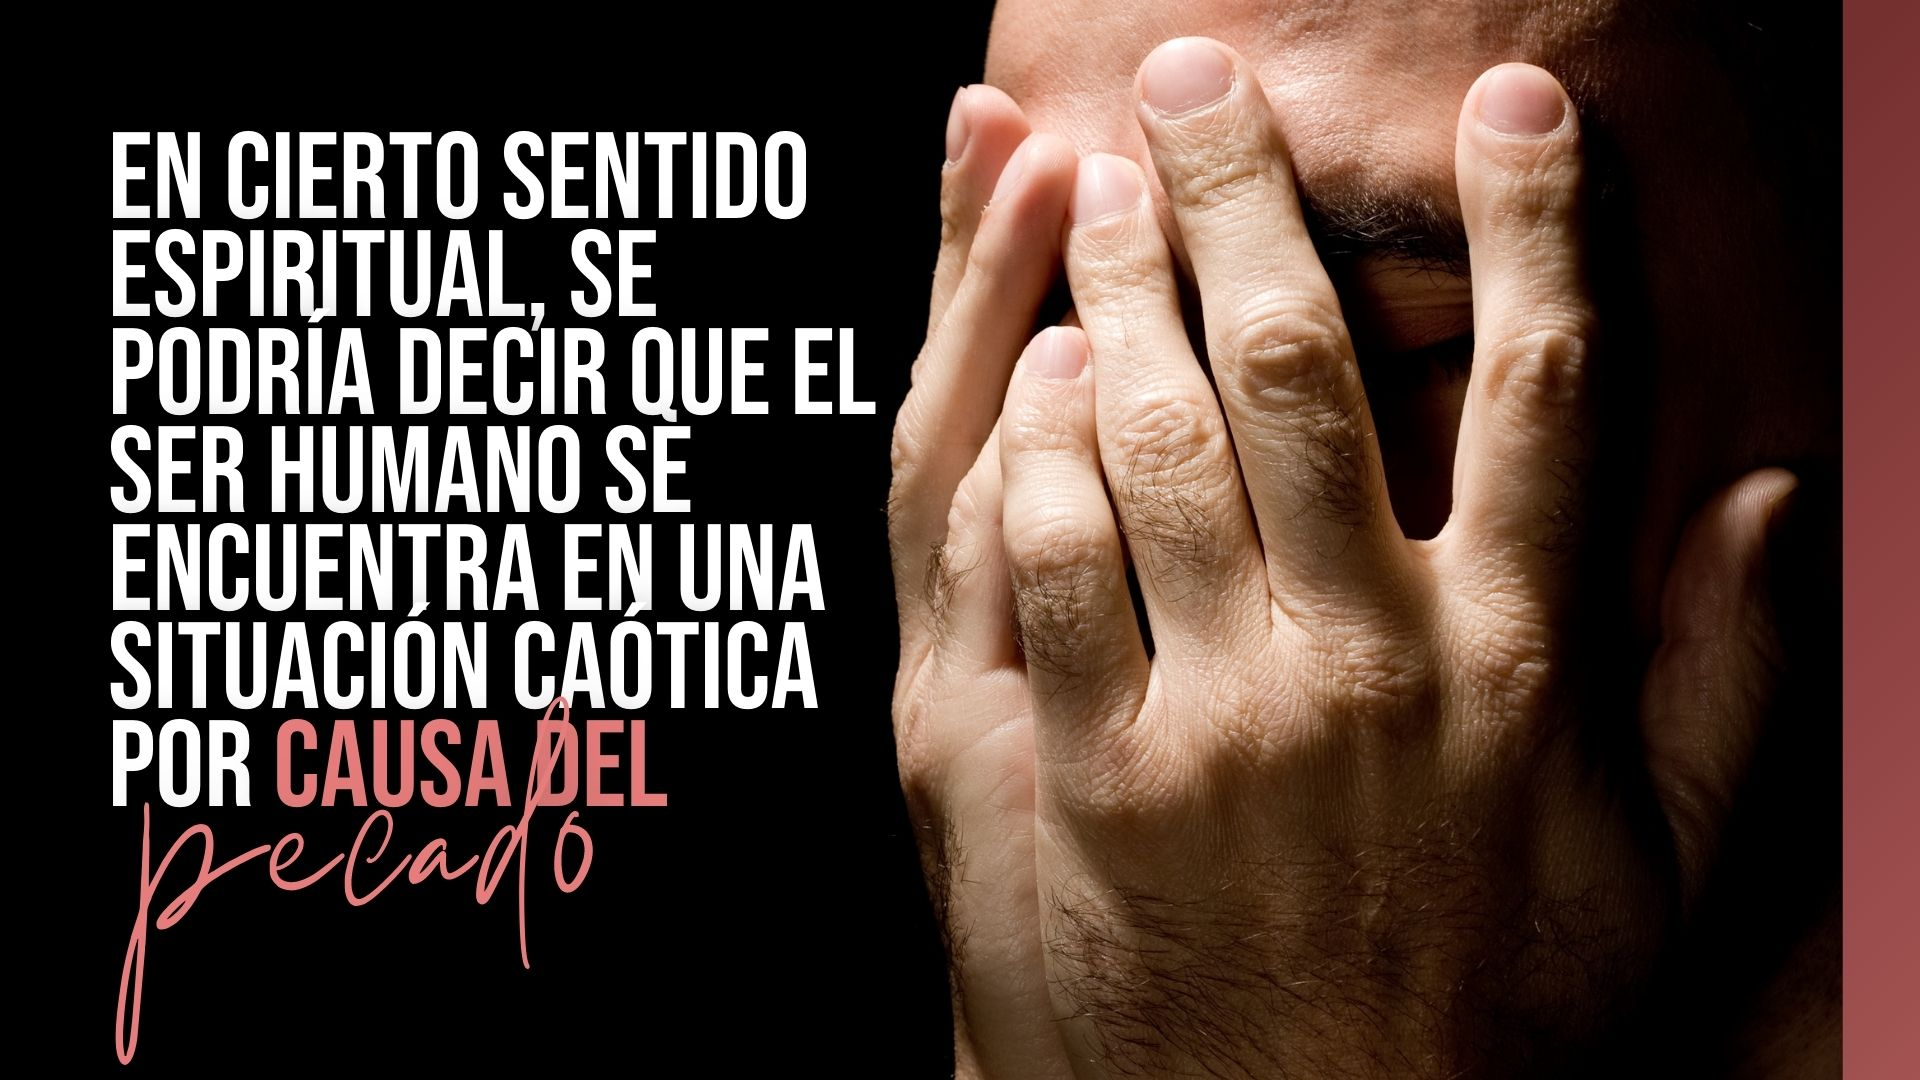 EN CIERTO SENTIDO
ESPIRITUAL, SE
PODRÍA DECIR QUE EL
SER HUMANO SE
ENCUENTRA EN UNA
SITUACIÓN CAÓTICA
POR CAUSA DEL
pecado